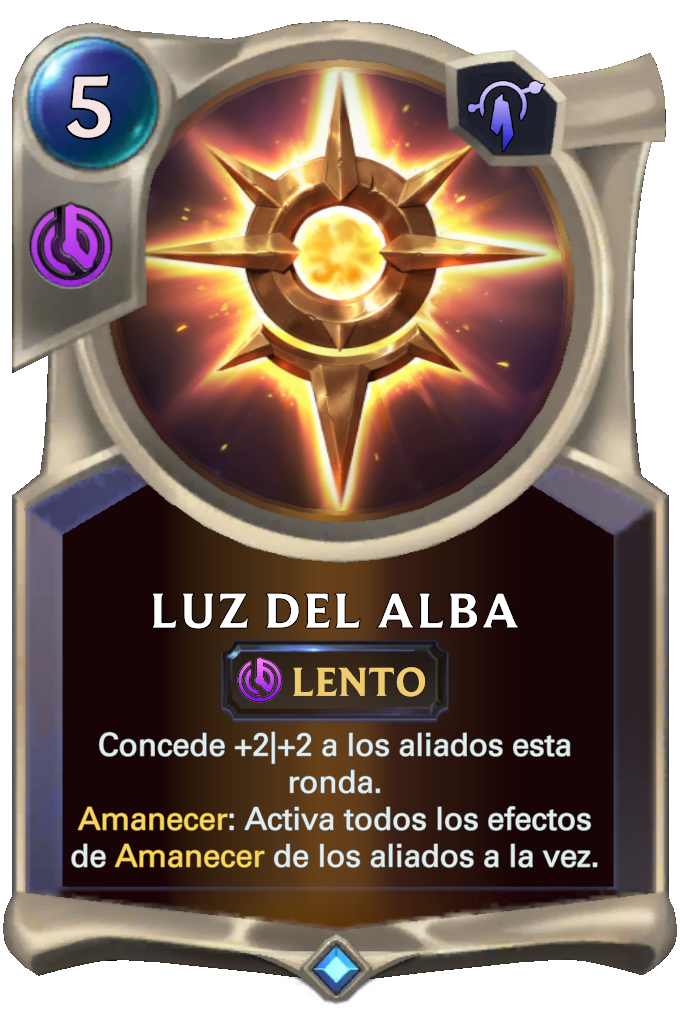 5
LUZ DEL ALBA
LENTO
Concede +2|+2 a los aliados esta
ronda.
Amanecer: Activa todos los efectos
de Amanecer de los aliados a la vez.